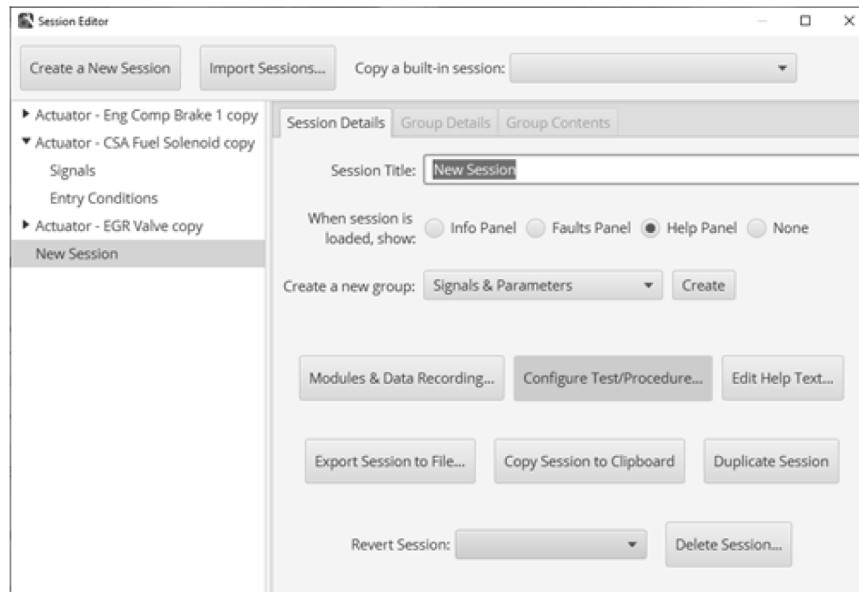 Session Editor
Create a New Session Import Sessions... Copy a built-in session:
Actuator - Eng Comp Brake 1 copy
Actuator - CSA Fuel Solenoid copy
Signals
Entry Conditions
Actuator - EGR Valve copy
New Session
Session Details Group Details Group Contents
Session Title: New Session
When session is
loaded, show: Info Panel Faults Panel Help Panel None
Create a new group: Signals & Parameters Create
Modules & Data Recording... Configure Test/Procedure... Edit Help Text...
Export Session to File... Copy Session to Clipboard Duplicate Session
Revert Session: Delete Session...